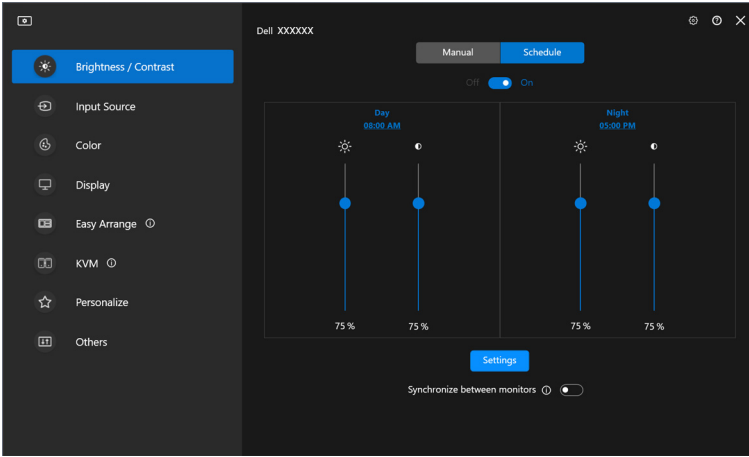 Dell XXXXXX
Brightness / Contrast
Input Source
Color
Display
Easy Arrange
KVM
Personalize
Others
Manual Schedule
Off On
Day Night
08:00 AM 05:00 PM
75 % 75 % 75 % 75 %
Settings
Synchronize between monitors